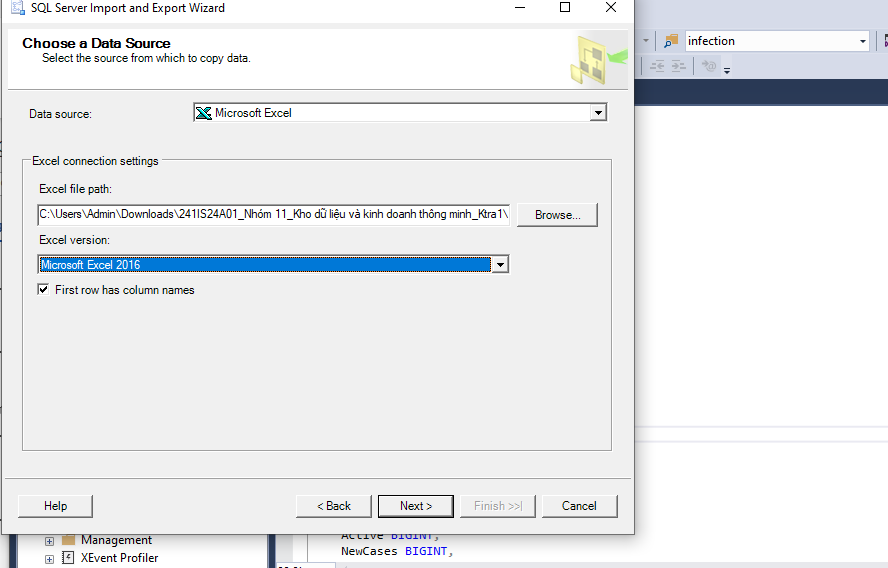 SQL Server Import and Export Wizard
Choose a Data Source
Select the source from which to copy data.
infection
Data source:
Microsoft Excel
Excel connection settings
Excel file path:
C:\Users\Admin\Downloads\241IS24A01_Nhóm 11_Kho dữ liệu và kinh doanh thông minh_Ktra1\
Browse...
Excel version:
Microsoft Excel 2016
First row has column names
Help
< Back
Next >
Finish >>|
Cancel
Management
XEvent Profiler
Active BIGINT,
NewCases BIGINT,